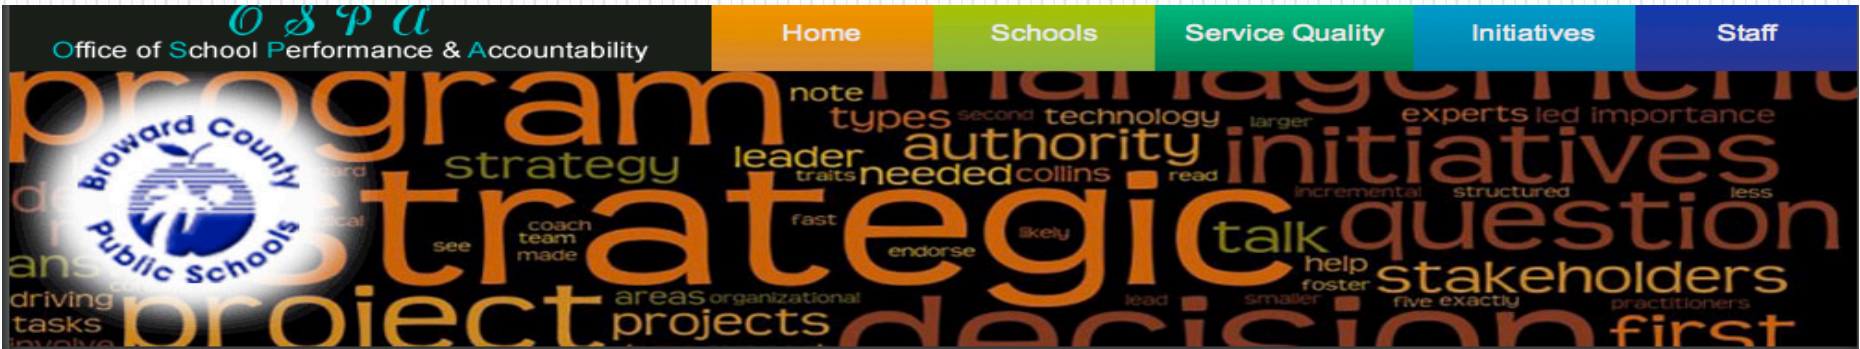 O S P A
Office of School Performance & Accountability
Home Schools Service Quality Initiatives Staff
program management
note
types second technology larger experts led importance
Broward County Public Schools
strategy leader authority initiatives
traits needed collins read
incremental structured less
strategic question
coach fast
team see likely talk
made endorse
help stakeholders
foster
driving project areas organizational lead smaller five exactly practitioners
tasks projects decision first
involve